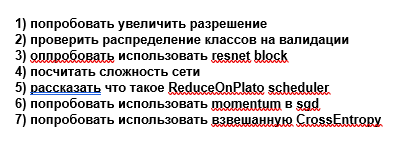 1) попробовать увеличить разрешение
2) проверить распределение классов на валидации
3) оппробовать использовать resnet block
4) посчитать сложность сети
5) рассказать что такое ReduceOnPlato scheduler
6) попробовать использовать momentum в sgd
7) попробовать использовать взвешанную CrossEntropy